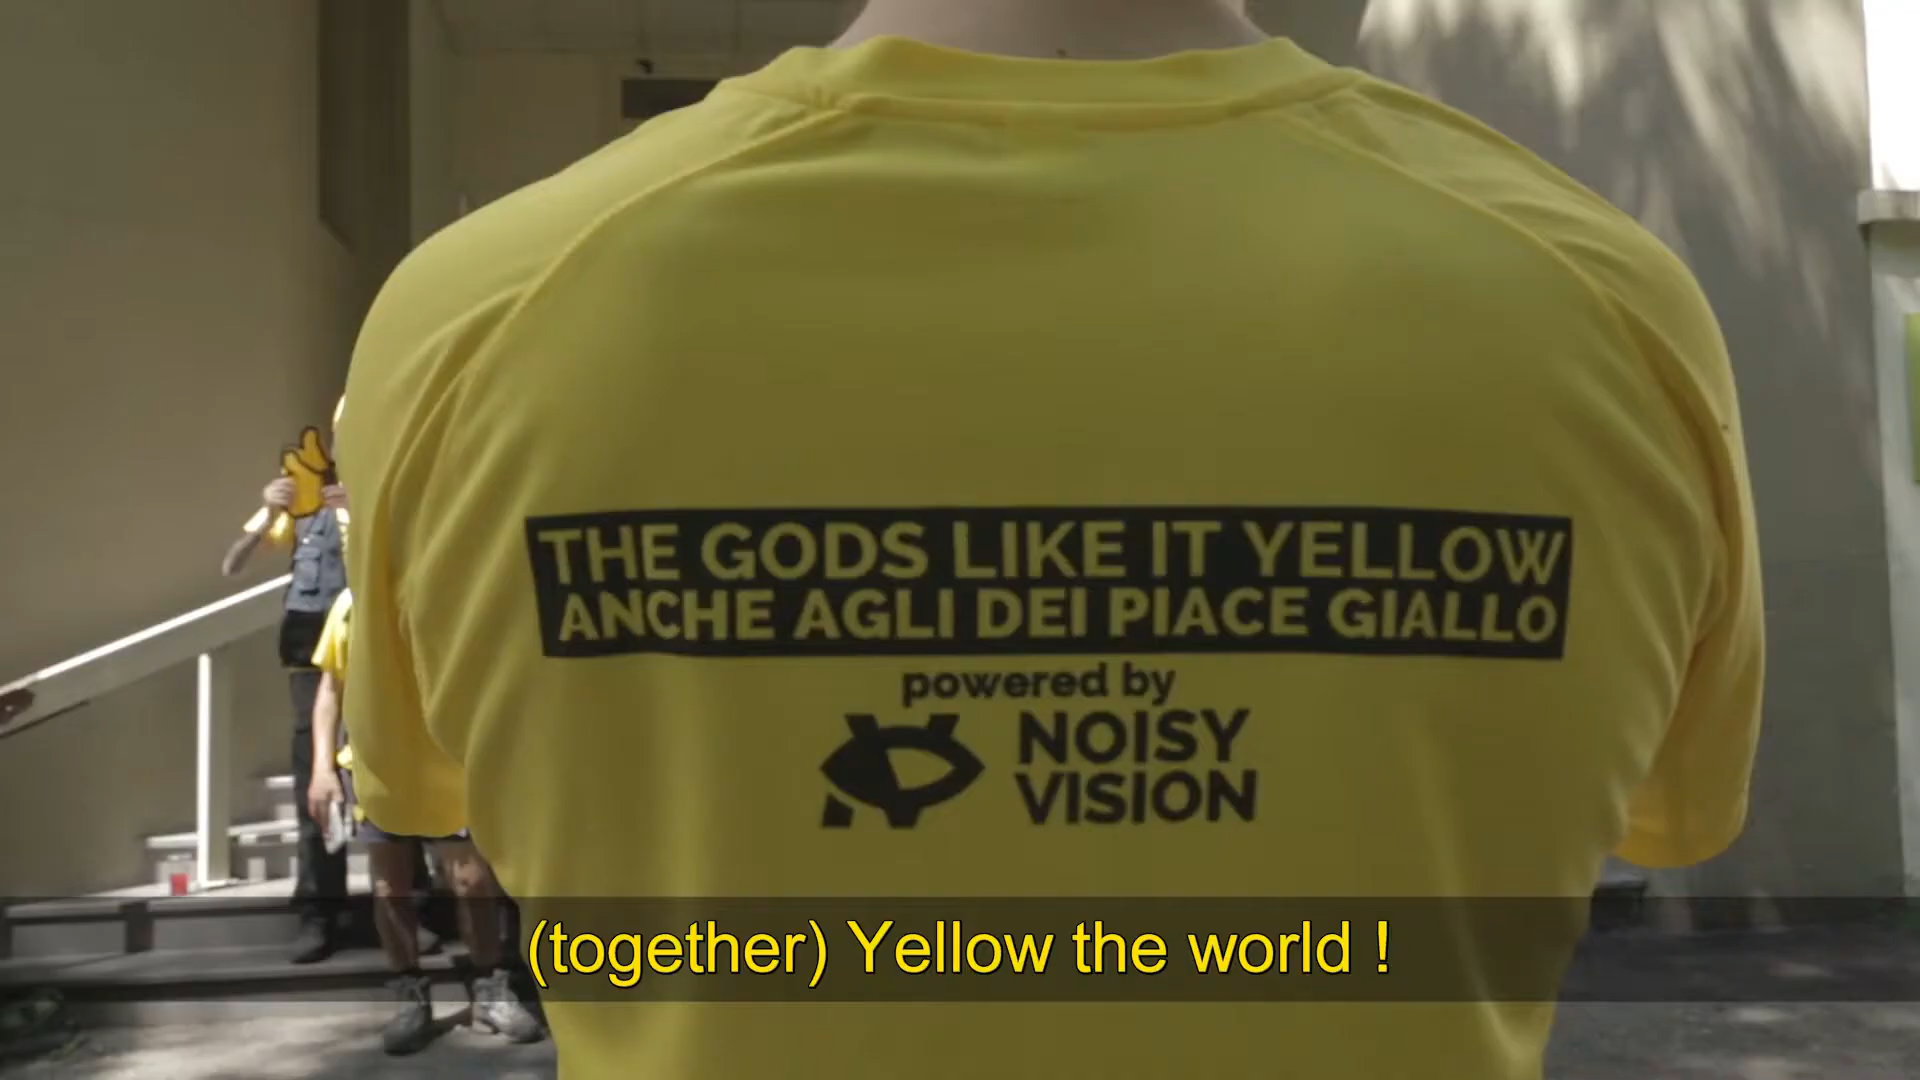 THE GODS LIKE IT YELLOW
ANCHE AGLI DEI PIACE GIALLO
powered by
NOISY
VISION
(together) Yellow the world !